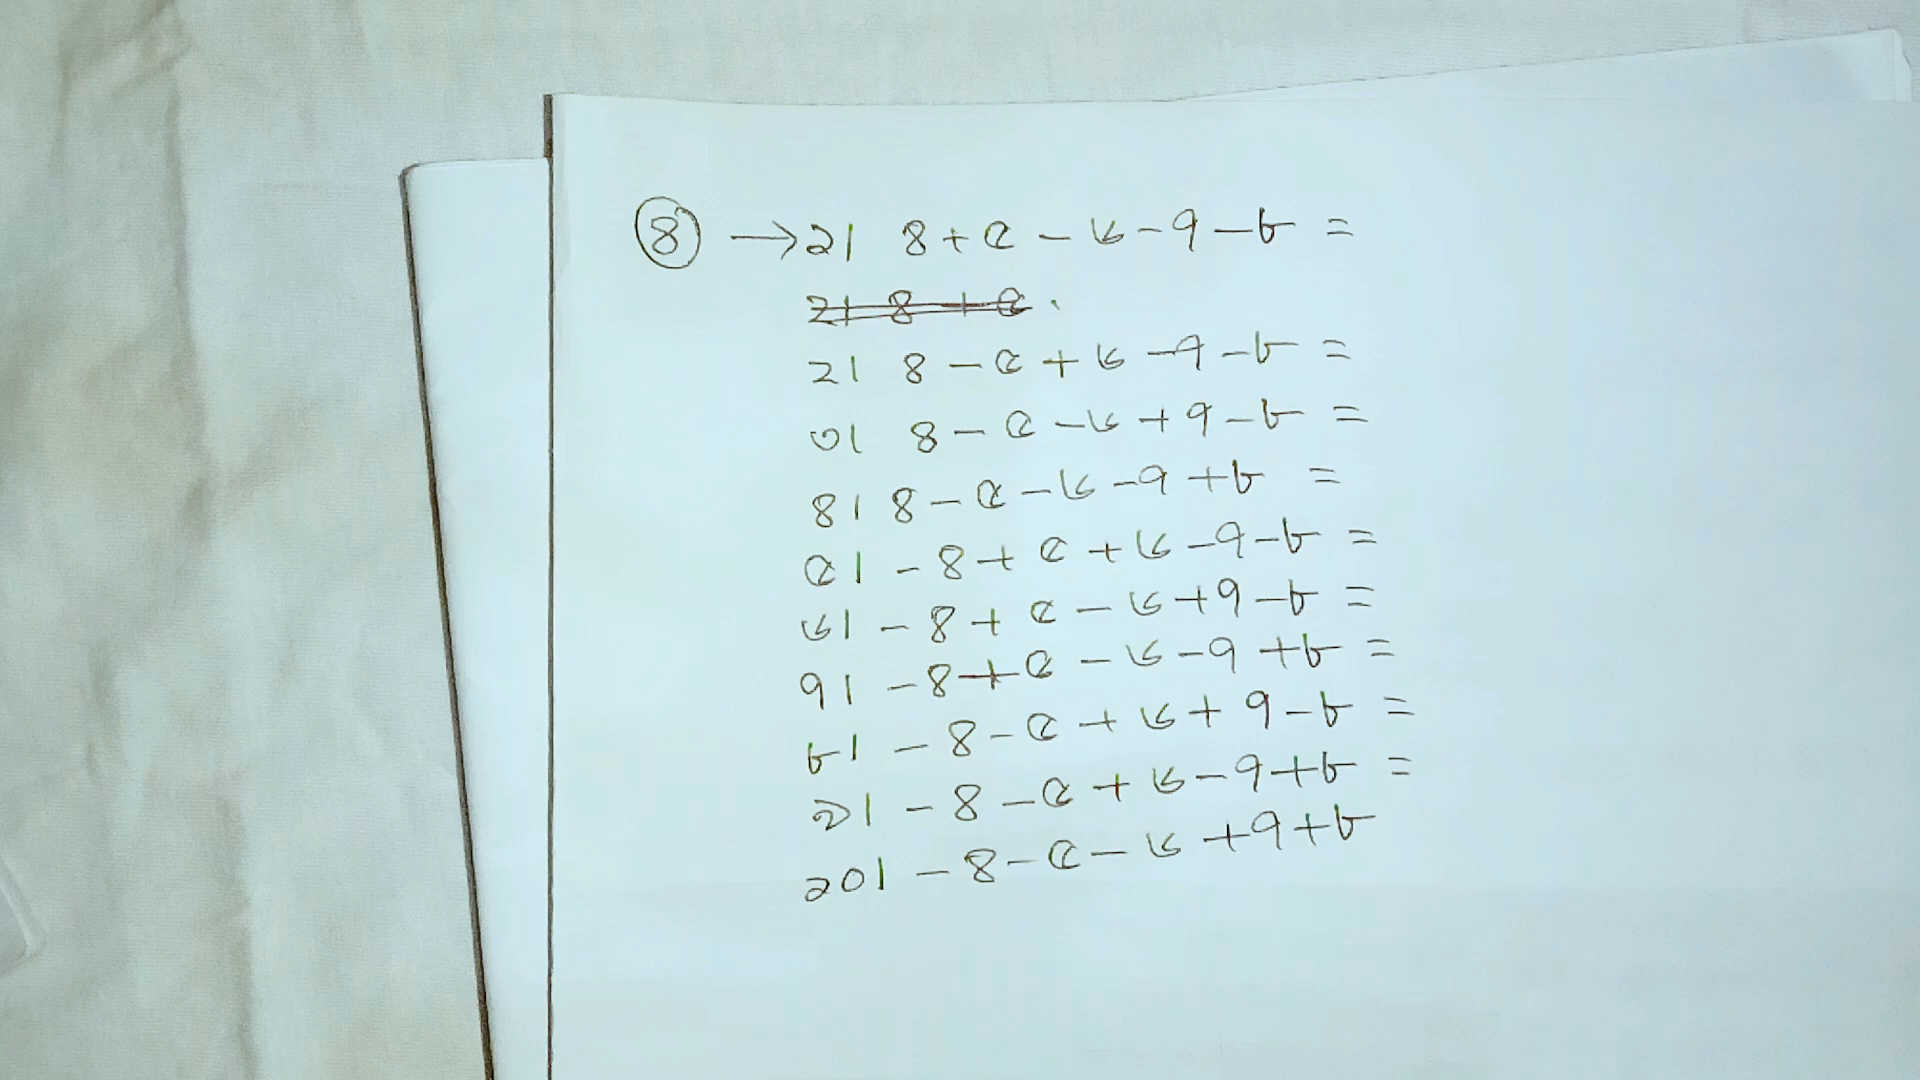 ৪ → ১। ৪+৫-৬-৭-৮ =
২। ৪-৫+৬-৭-৮ =
৩। ৪-৫-৬+৭-৮ =
৪। ৪-৫-৬-৭+৮ =
৫। -৪+৫+৬-৭-৮ =
৬। -৪+৫-৬+৭-৮ =
৭। -৪+৫-৬-৭+৮ =
৮। -৪-৫+৬+৭-৮ =
৯। -৪-৫+৬-৭+৮ =
১০। -৪-৫-৬+৭+৮